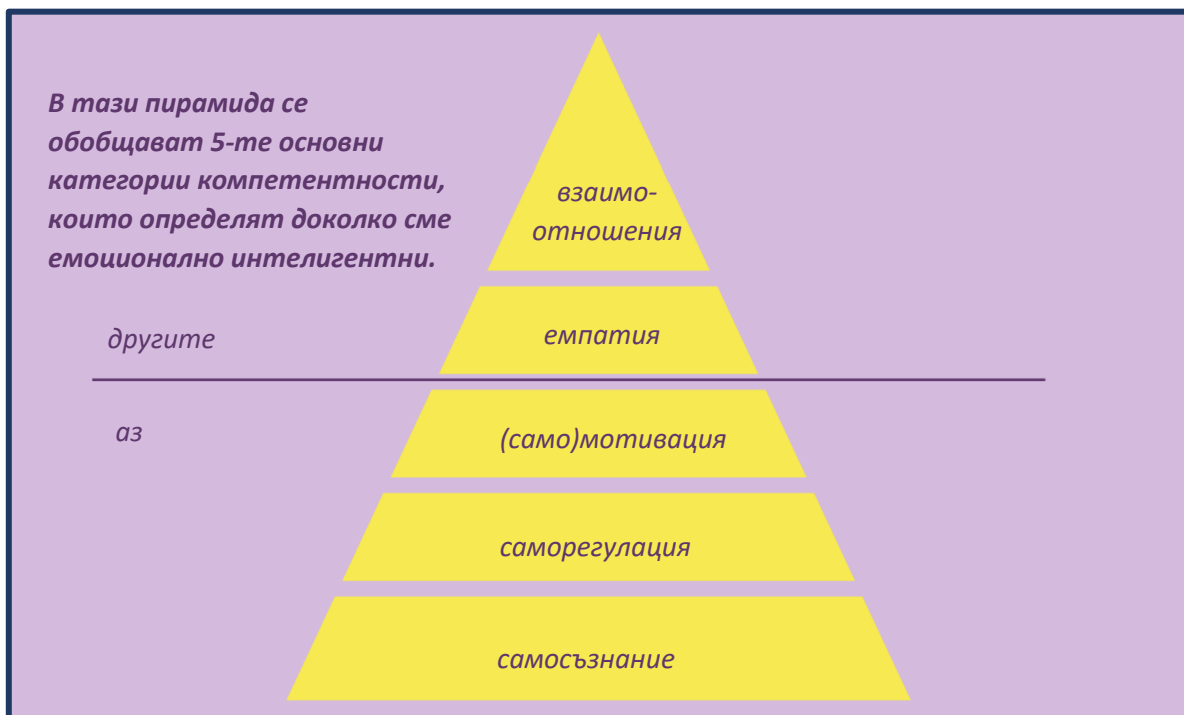 В тази пирамида се
обобщават 5-те основни
категории компетентности,
които определят доколко сме
емоционално интелигентни.
взаимо-
отношения
другите
емпатия
аз
(само)мотивация
саморегулация
самосъзнание